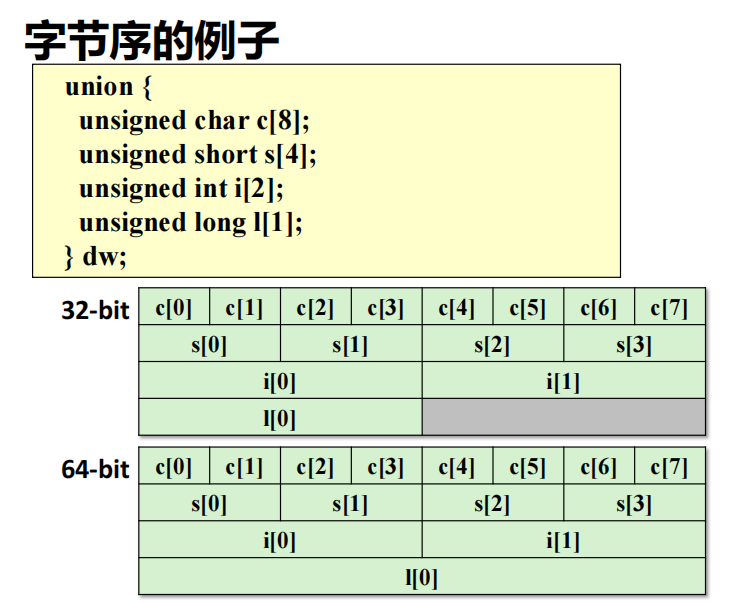 字节序的例子
union {
unsigned char c[8];
unsigned short s[4];
unsigned int i[2];
unsigned long l[1];
} dw;
32-bit c[0] c[1] c[2] c[3] c[4] c[5] c[6] c[7]
s[0] s[1] s[2] s[3]
i[0] i[1]
l[0]
64-bit c[0] c[1] c[2] c[3] c[4] c[5] c[6] c[7]
s[0] s[1] s[2] s[3]
i[0] i[1]
l[0]